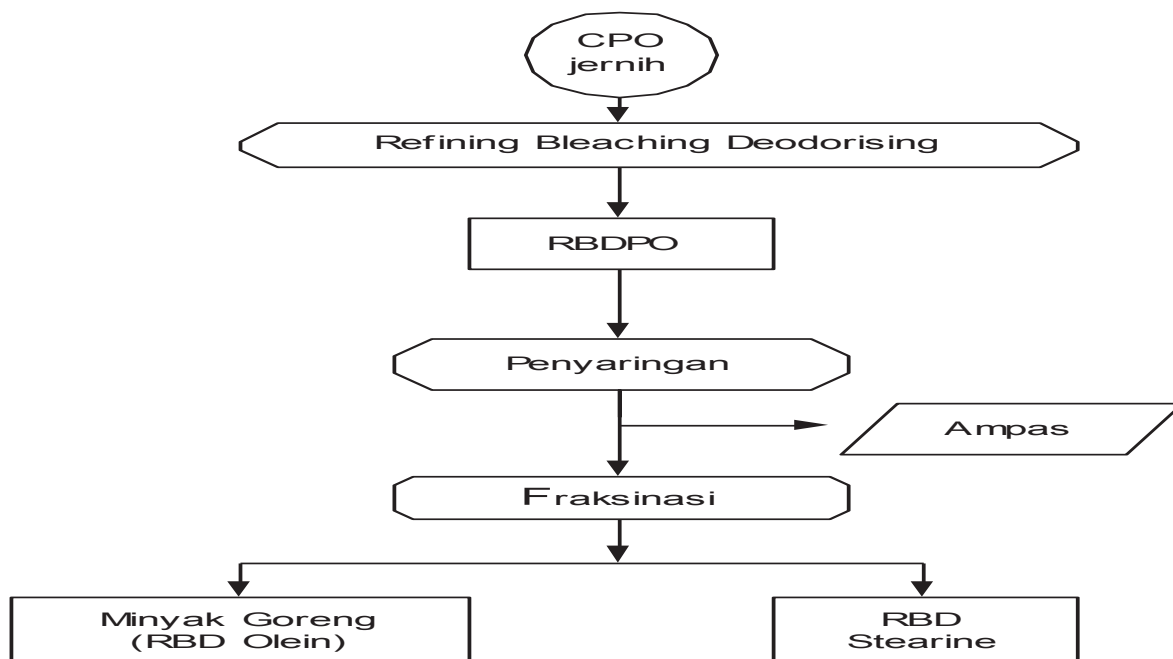 CPO
jernih
Refining Bleaching Deodorising
RBDPO
Penyaringan
Ampas
Fraksinasi
Minyak Goreng
(RBD Olein)
RBD
Stearine